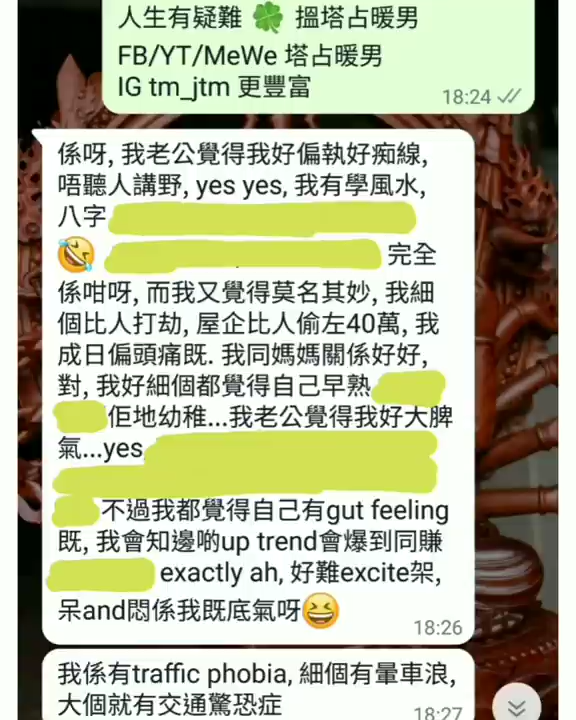 人生有疑難 🍀 搵塔占暖男
FB/YT/MeWe 塔占暖男
IG tm_jtm 更豐富
18:24
係呀, 我老公覺得我好偏執好痴線,
唔聽人講野, yes yes, 我有學風水,
八字
🤣 完全
係咁呀, 而我又覺得莫名其妙, 我細
個比人打劫, 屋企比人偷左40萬, 我
成日偏頭痛既. 我同媽媽關係好好,
對, 我好細個都覺得自己早熟
佢地幼稚...我老公覺得我好大脾
氣...yes
不過我都覺得自己有gut feeling
既, 我會知邊啲up trend會爆到同賺
exactly ah, 好難excite架,
呆and悶係我既底氣呀😆
18:26
我係有traffic phobia, 細個有暈車浪,
大個就有交通驚恐症
18:27